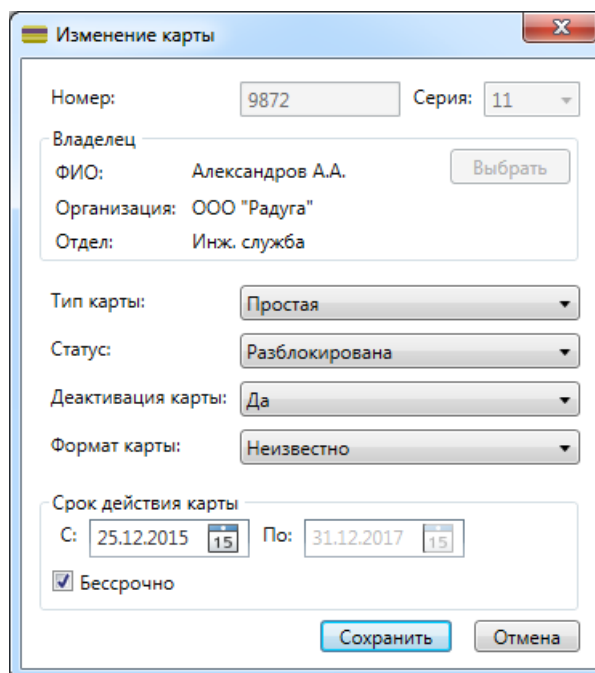 Изменение карты
Номер: 9872 Серия: 11
Владелец
ФИО: Александров А.А. Выбрать
Организация: ООО "Радуга"
Отдел: Инж. служба
Тип карты: Простая
Статус: Разблокирована
Деактивация карты: Да
Формат карты: Неизвестно
Срок действия карты
С: 25.12.2015 15 По: 31.12.2017 15
Бессрочно
Сохранить Отмена